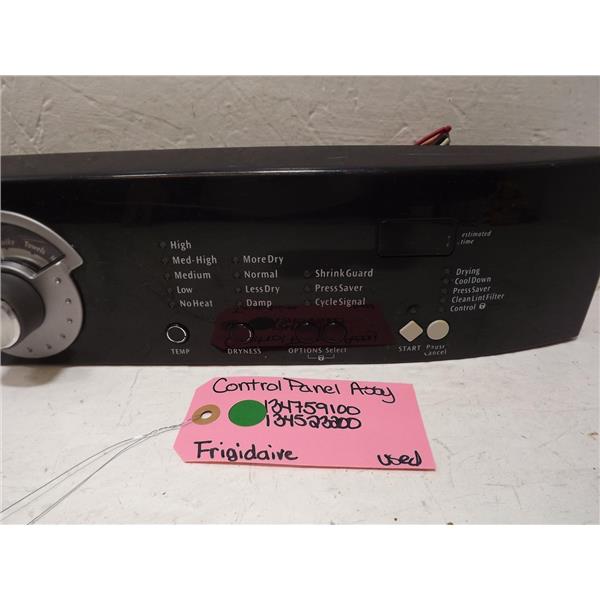 Towels
estimated
time
High
Med-High
Medium
Low
No Heat
More Dry
Normal
Less Dry
Damp
Shrink Guard
Press Saver
Cycle Signal
Drying
Cool Down
Press Saver
Clean Lint Filter
Control
TEMP
DRYNESS
OPTIONS Select
START
Pause
Cancel
Control Panel Assy
134759100
134523200
Frigidaire
used